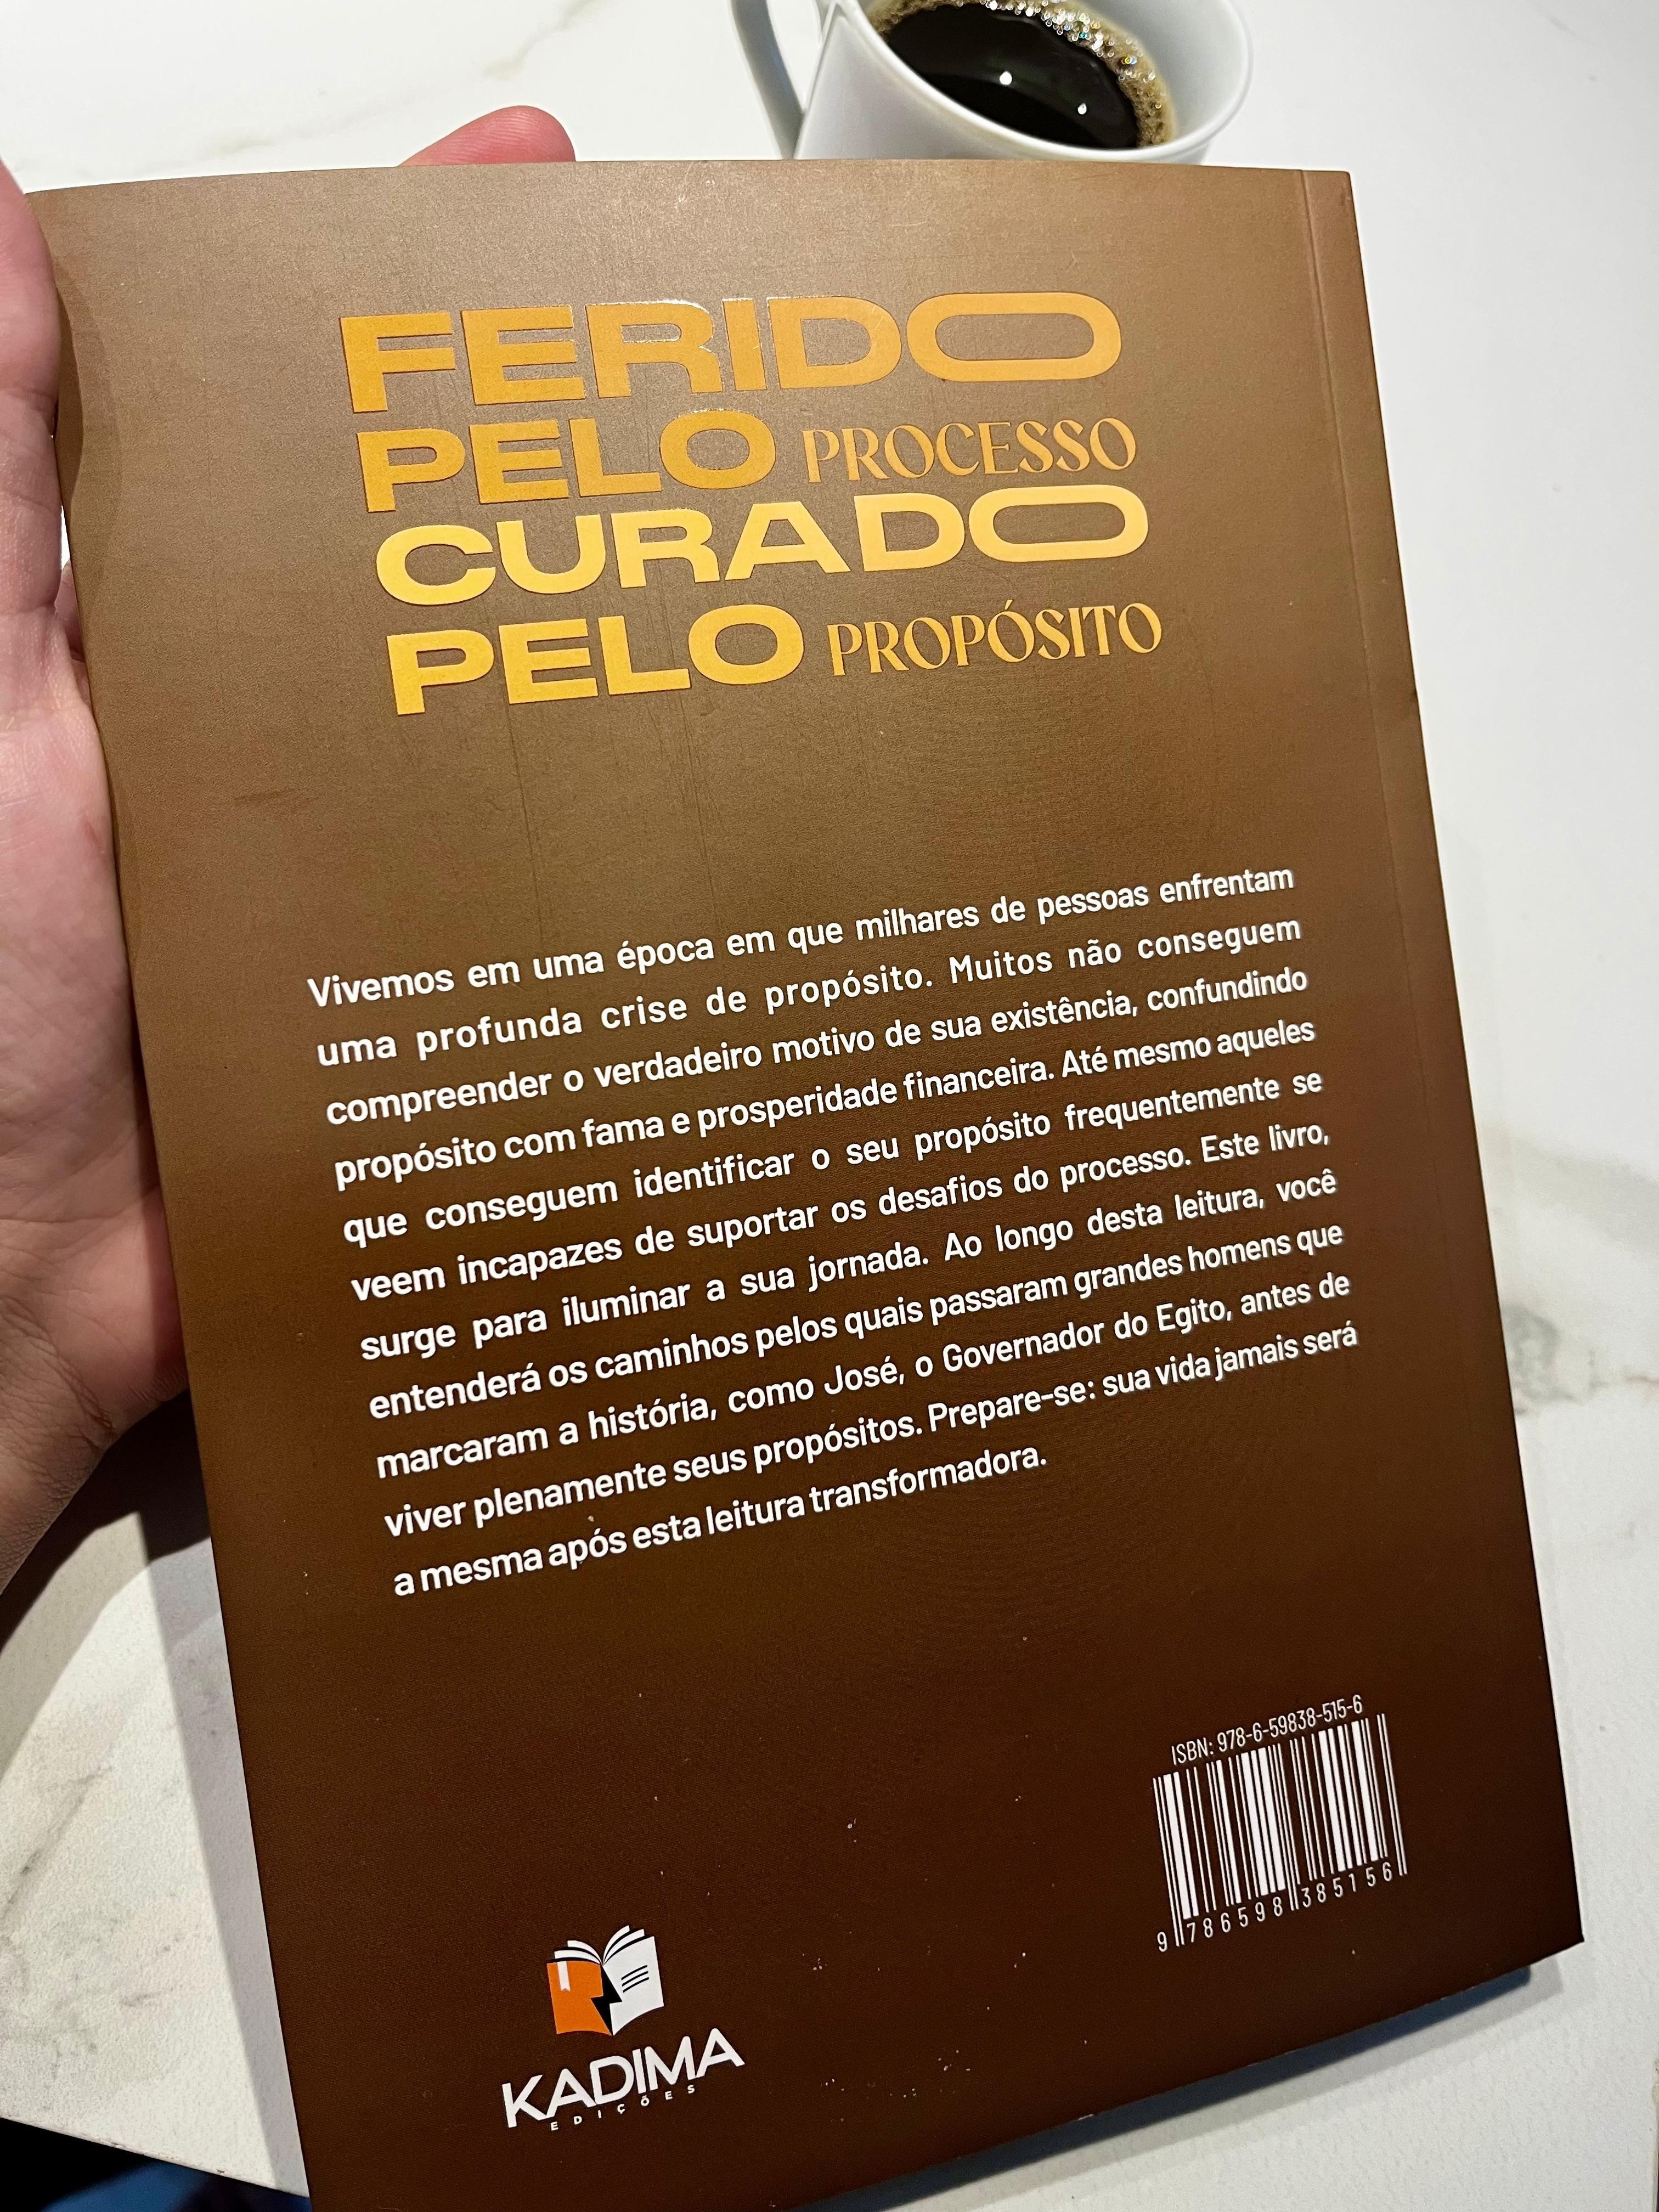 FERIDO
PELO PROCESSO
CURADO
PELO PROPÓSITO
Vivemos em uma época em que milhares de pessoas enfrentam
uma profunda crise de propósito. Muitos não conseguem
compreender o verdadeiro motivo de sua existência, confundindo
propósito com fama e prosperidade financeira. Até mesmo aqueles
que conseguem identificar o seu propósito frequentemente se
veem incapazes de suportar os desafios do processo. Este livro,
surge para iluminar a sua jornada. Ao longo desta leitura, você
entenderá os caminhos pelos quais passaram grandes homens que
marcaram a história, como José, o Governador do Egito, antes de
viver plenamente seus propósitos. Prepare-se: sua vida jamais será
a mesma após esta leitura transformadora.
ISBN: 978-6-59838-515-6
9 786598 385156
KADIMA
EDIÇÕES